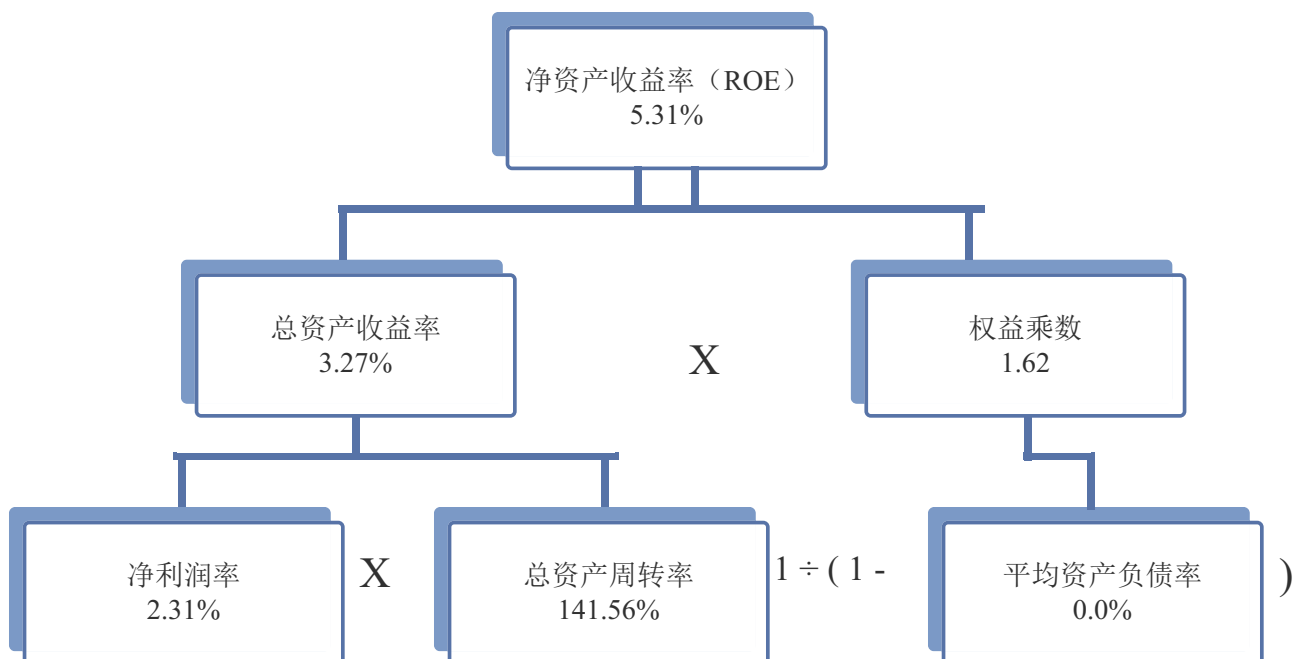 净资产收益率（ROE）
5.31%
总资产收益率
3.27%
X
权益乘数
1.62
净利润率
2.31%
X
总资产周转率
141.56%
1 ÷ ( 1 -
平均资产负债率
0.0%
)